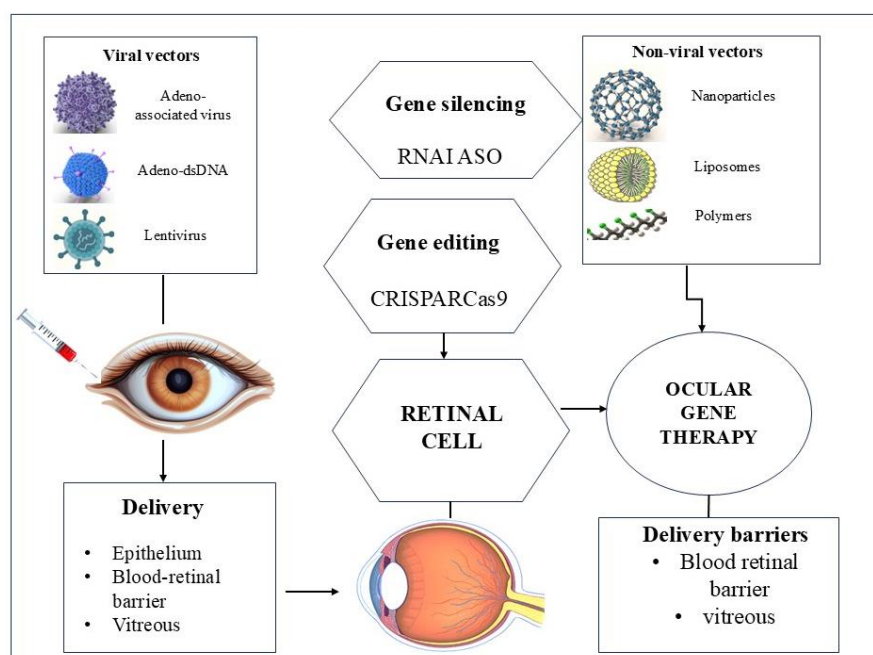 Viral vectors
Adeno-
associated virus
Adeno-dsDNA
Lentivirus
Gene silencing
RNAI ASO
Gene editing
CRISPARCas9
Non-viral vectors
Nanoparticles
Liposomes
Polymers
RETINAL
CELL
OCULAR
GENE
THERAPY
Delivery
• Epithelium
• Blood-retinal
barrier
• Vitreous
Delivery barriers
• Blood retinal
barrier
• vitreous